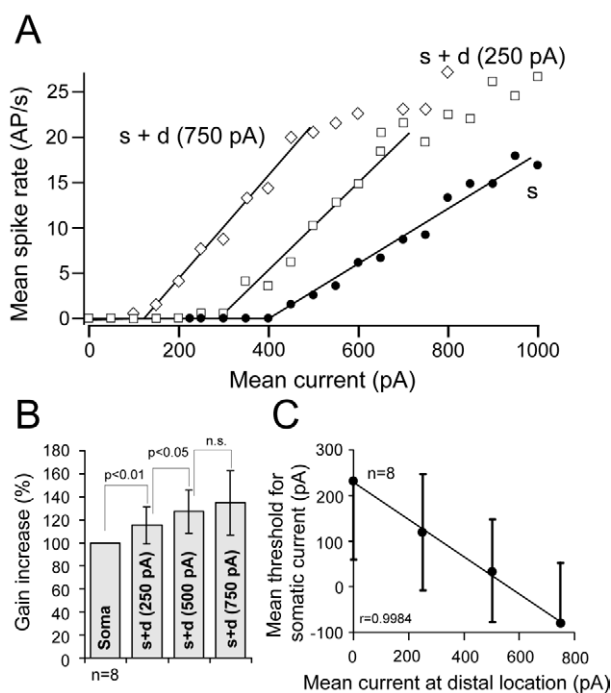 A
s + d (250 pA)
s + d (750 pA)
s
Mean spike rate (AP/s)
25
20
15
10
5
0
0 200 400 600 800 1000
Mean current (pA)
B
Gain increase (%)
180
160
140
120
100
80
60
40
20
0
p<0.01
p<0.05
n.s.
Soma
s+d (250 pA)
s+d (500 pA)
s+d (750 pA)
n=8
C
Mean threshold for
somatic current (pA)
300
200
100
0
-100
n=8
r=0.9984
0 200 400 600 800
Mean current at distal location (pA)